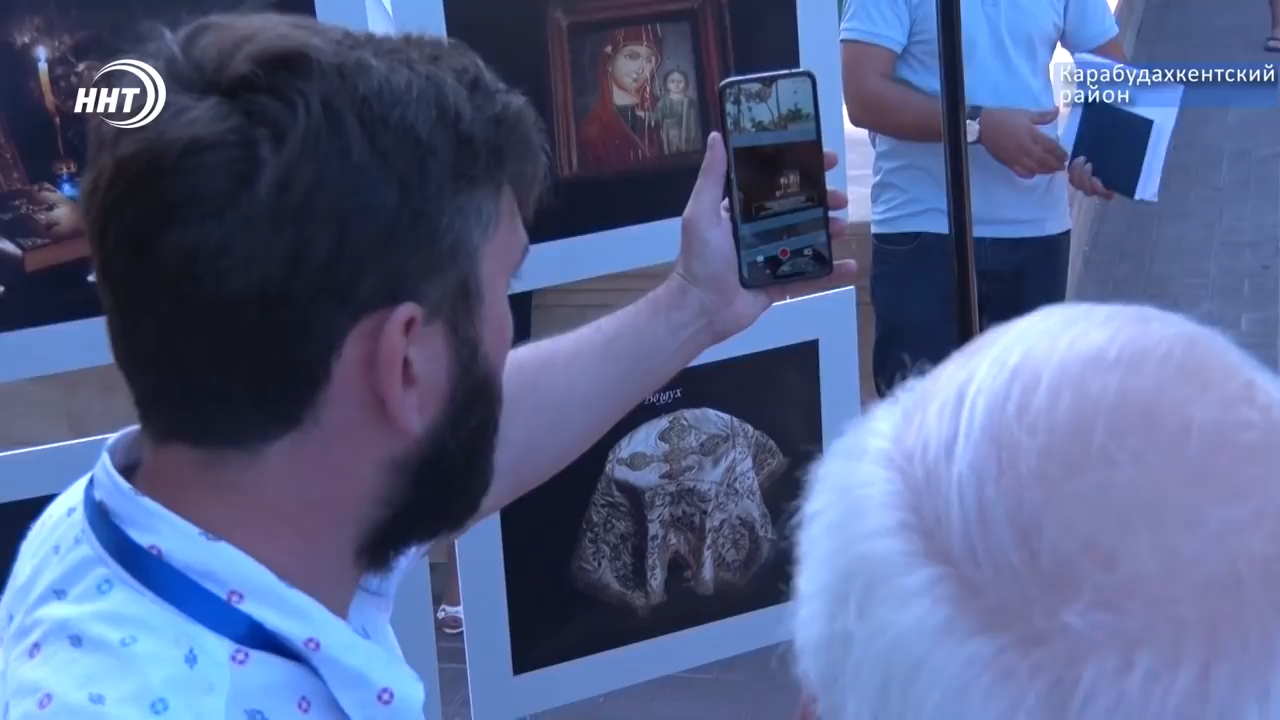 ННТ
Карабудахкентский
район
Воздух